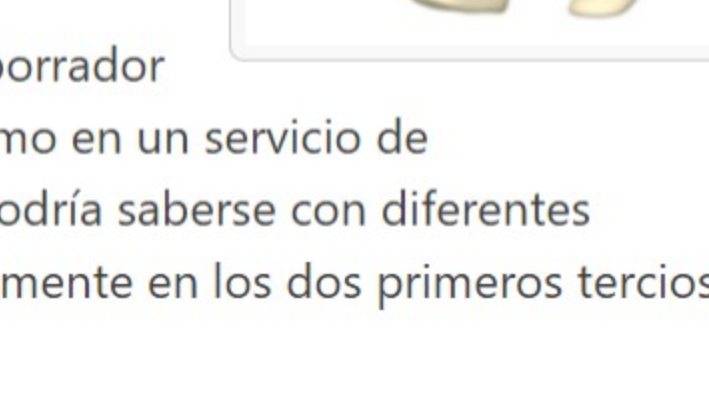 borrador
mo en un servicio de
odría saberse con diferentes
mente en los dos primeros tercios